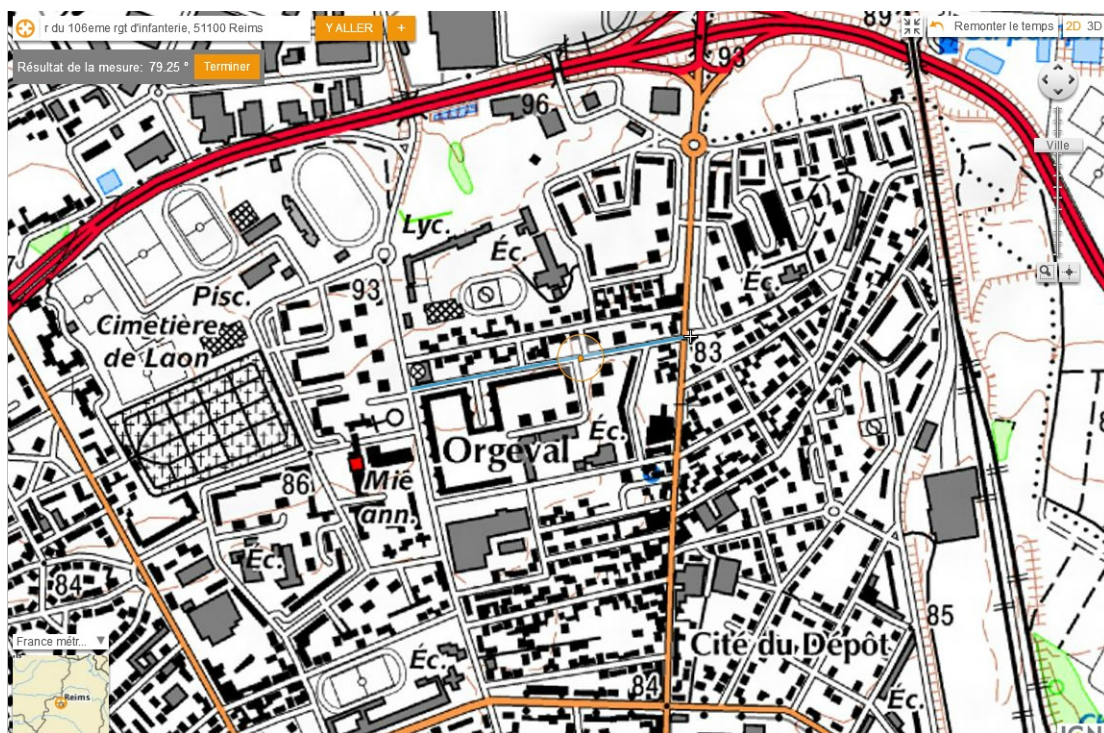 r du 106eme rgt d'infanterie, 51100 Reims
Y ALLER
+
Remonter le temps 2D 3D
Résultat de la mesure: 79.25 °
Terminer
89
93
96
Ville
Lyc.
Éc.
Éc.
Pisc.
93
Cimetière
de Laon
83
Orgeval
Éc.
Mie
ann.
86
Éc.
84
85
France métr...
Reims
Cité du Dépôt
Éc.
84
Éc.
IGN